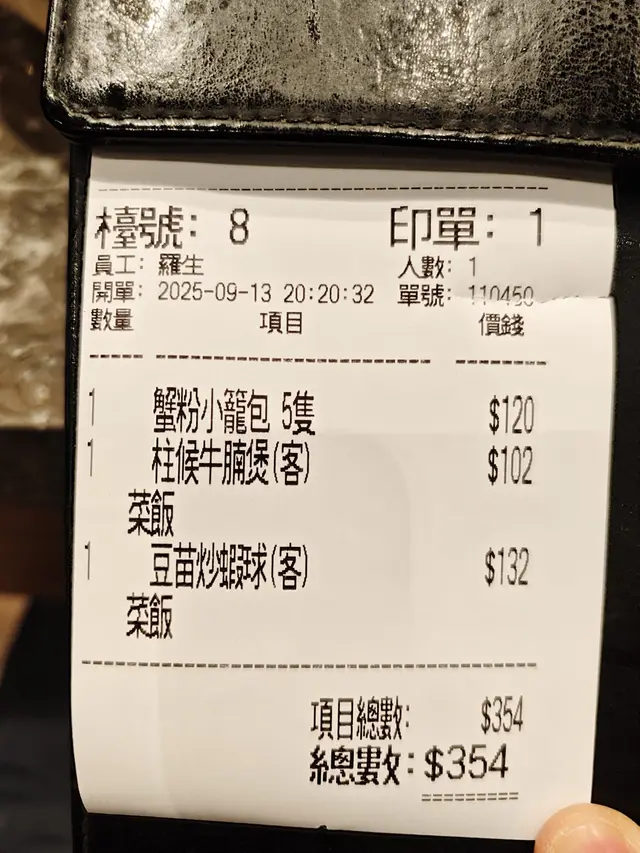 檯號: 8 印單: 1
員工: 羅生 人數: 1
開單: 2025-09-13 20:20:32 單號: 110450
數量 項目 價錢
1 蟹粉小籠包 5隻 $120
1 柱候牛腩煲(客) $102
菜飯
1 豆苗炒蝦球(客) $132
菜飯
項目總數: $354
總數: $354